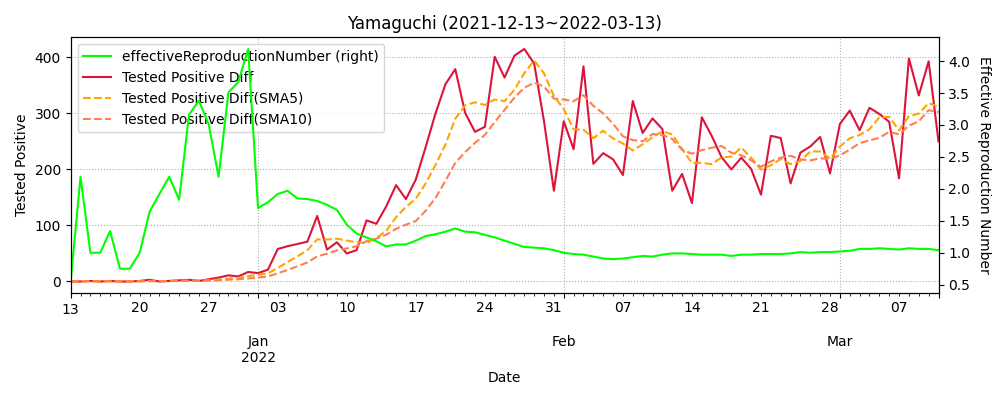 Yamaguchi (2021-12-13~2022-03-13)
effectiveReproductionNumber (right)
Tested Positive Diff
Tested Positive Diff(SMA5)
Tested Positive Diff(SMA10)
Tested Positive
400
300
200
100
0
Effective Reproduction Number
4.0
3.5
3.0
2.5
2.0
1.5
1.0
0.5
13 20 27 03 10 17 24 31 07 14 21 28 07
Jan Feb Mar
2022
Date